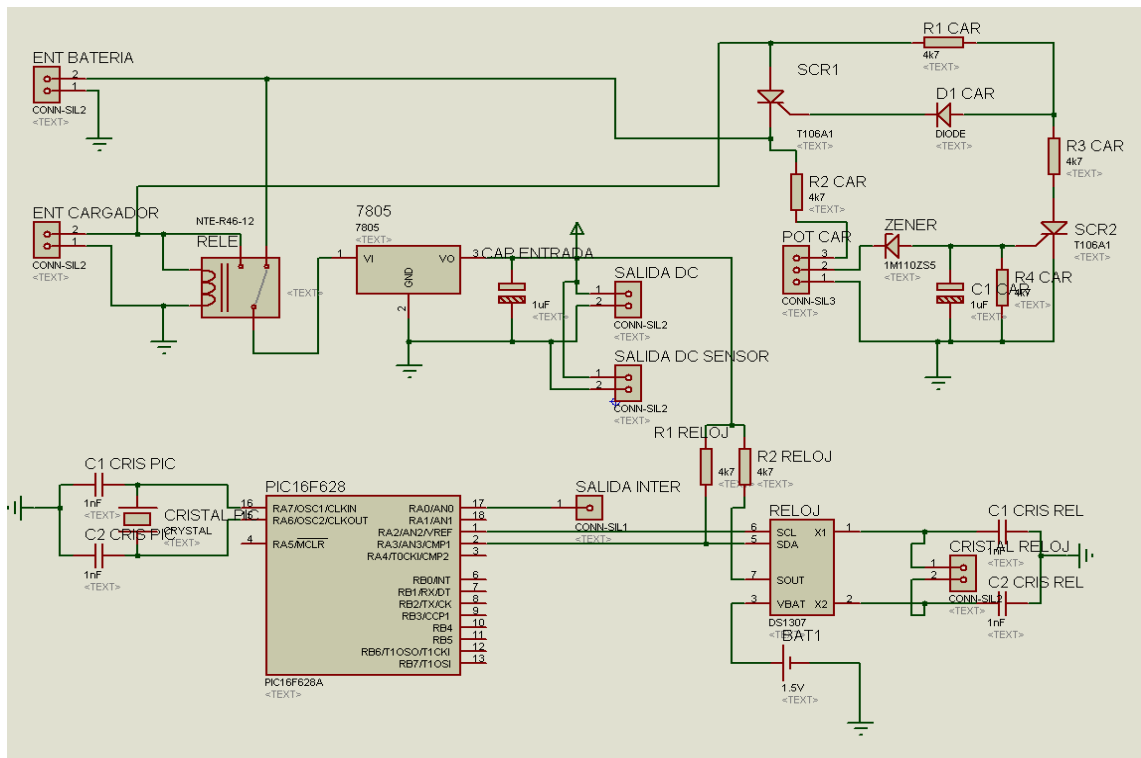 ENT BATERIA
2
1
CONN-SIL2
<TEXT>
ENT CARGADOR
2
1
CONN-SIL2
<TEXT>
NTE-R46-12
RELE
<TEXT>
7805
7805
<TEXT>
1
VI
VO
3
GND
2
CAP ENTRADA
1uF
<TEXT>
SALIDA DC
1
2
CONN-SIL2
<TEXT>
SALIDA DC SENSOR
1
2
CONN-SIL2
<TEXT>
R1 CAR
4k7
<TEXT>
SCR1
T106A1
<TEXT>
D1 CAR
DIODE
<TEXT>
R3 CAR
4k7
<TEXT>
R2 CAR
4k7
<TEXT>
POT CAR
3
2
1
CONN-SIL3
<TEXT>
ZENER
1M110ZS5
<TEXT>
SCR2
T106A1
<TEXT>
C1 CAR
1uF
<TEXT>
R4 CAR
4k7
<TEXT>
C1 CRIS PIC
1nF
<TEXT>
CRISTAL PIC
CRYSTAL
<TEXT>
C2 CRIS PIC
1nF
<TEXT>
PIC16F628
16
RA7/OSC1/CLKIN
15
RA6/OSC2/CLKOUT
4
RA5/MCLR
RA0/AN0
17
RA1/AN1
18
RA2/AN2/VREF
1
RA3/AN3/CMP1
2
RA4/T0CKI/CMP2
3
RB0/INT
6
RB1/RX/DT
7
RB2/TX/CK
8
RB3/CCP1
9
RB4
10
RB5
11
RB6/T1OSO/T1CKI
12
RB7/T1OSI
13
PIC16F628A
<TEXT>
SALIDA INTER
1
CONN-SIL1
<TEXT>
R1 RELOJ
4k7
<TEXT>
R2 RELOJ
4k7
<TEXT>
RELOJ
6
SCL
X1
1
5
SDA
7
SOUT
3
VBAT
X2
2
DS1307
<TEXT>
BAT1
1.5V
<TEXT>
C1 CRIS REL
1nF
CRISTAL RELOJ
1
2
CONN-SIL2
<TEXT>
C2 CRIS REL
1nF
<TEXT>